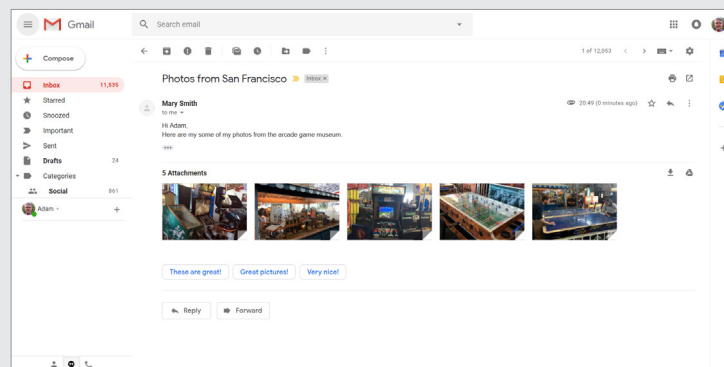 Gmail
Search email
1 of 12,053
Compose
Photos from San Francisco Inbox ×
Inbox 11,535
Starred
Snoozed
Important
Sent
Drafts 24
Categories
Social 861
Adam
Mary Smith
20:49 (0 minutes ago)
to me
Hi Adam,
Here are my some of my photos from the arcade game museum.
5 Attachments
These are great!
Great pictures!
Very nice!
Reply
Forward